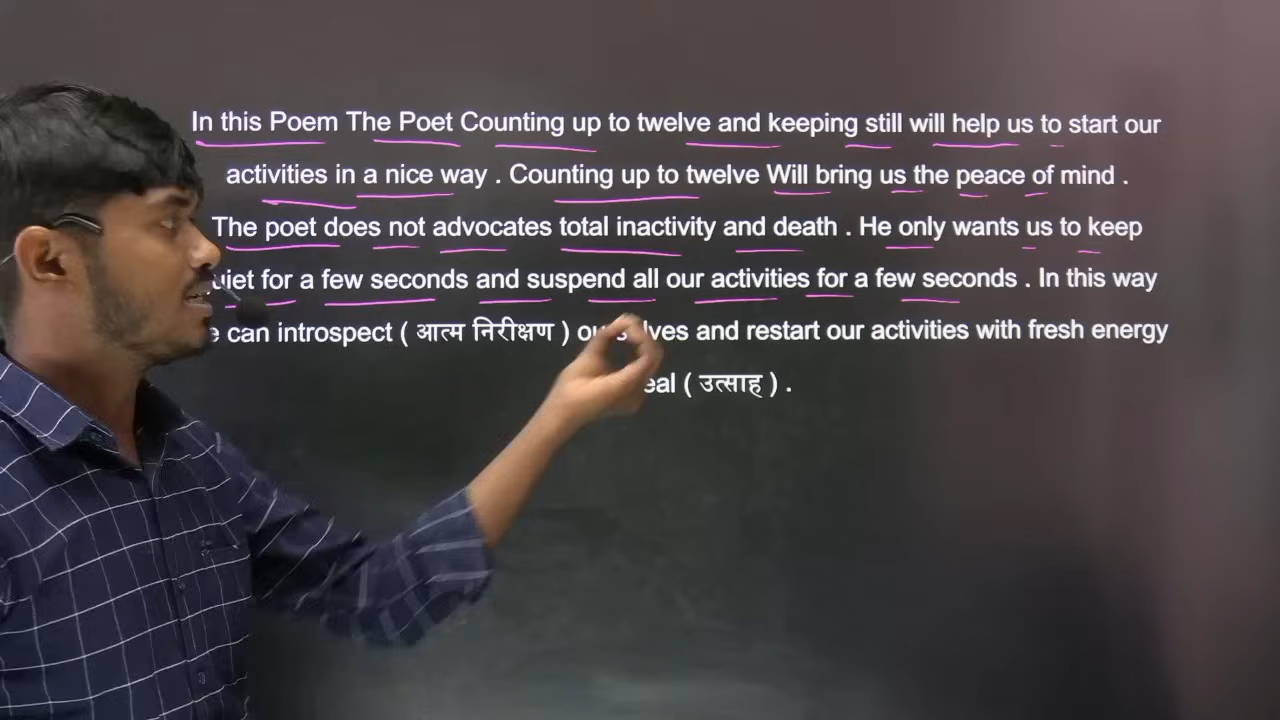 In this Poem The Poet Counting up to twelve and keeping still will help us to start our
activities in a nice way . Counting up to twelve Will bring us the peace of mind .
The poet does not advocates total inactivity and death . He only wants us to keep
for a few seconds and suspend all our activities for a few seconds . In this way
can introspect ( आत्म निरीक्षण ) and restart our activities with fresh energy
( उत्साह ) .